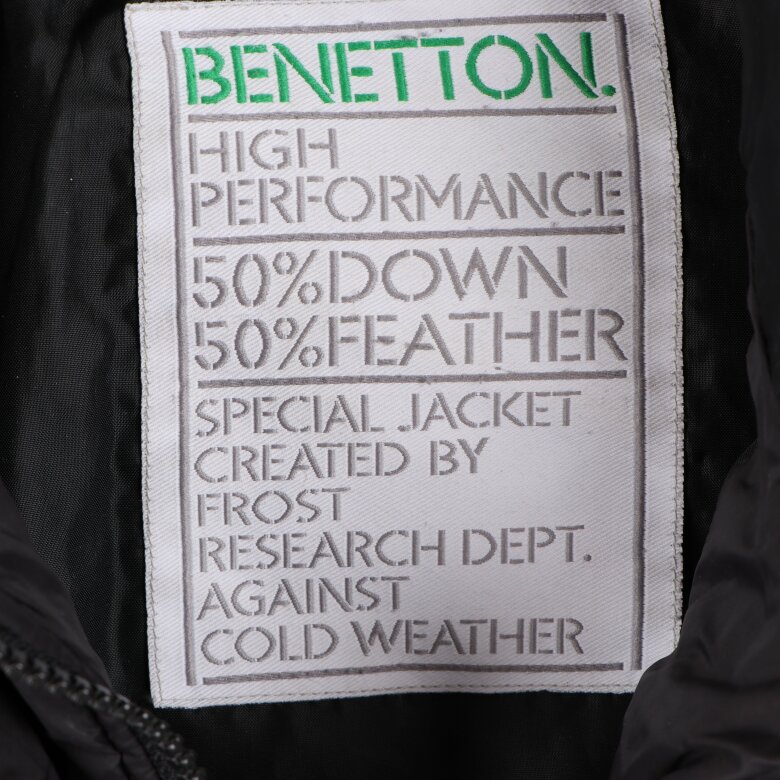 BENETTON.
HIGH
PERFORMANCE
50%DOWN
50%FEATHER
SPECIAL JACKET
CREATED BY
FROST
RESEARCH DEPT.
AGAINST
COLD WEATHER